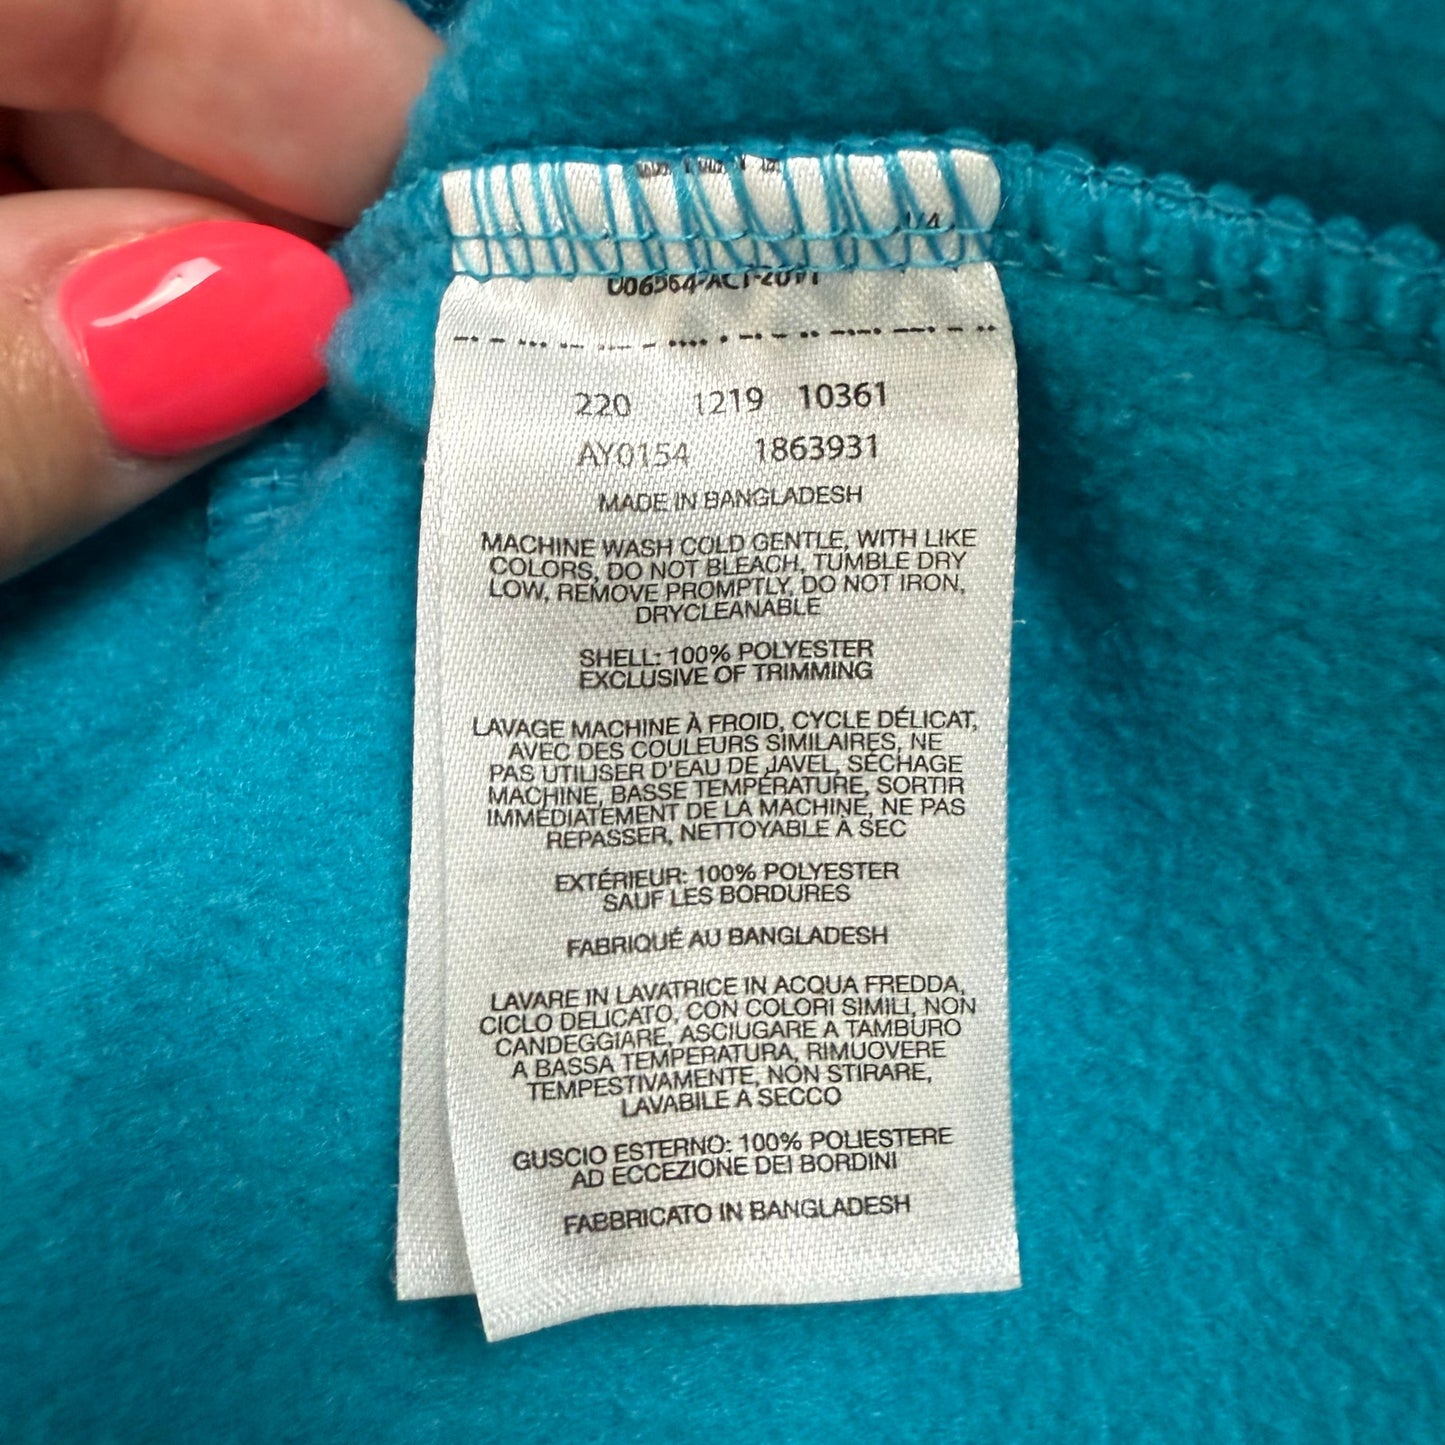 220 1219 10361
AY0154 1863931
MADE IN BANGLADESH
MACHINE WASH COLD GENTLE, WITH LIKE
COLORS, DO NOT BLEACH, TUMBLE DRY
LOW, REMOVE PROMPTLY, DO NOT IRON,
DRYCLEANABLE
SHELL: 100% POLYESTER
EXCLUSIVE OF TRIMMING
LAVAGE MACHINE À FROID, CYCLE DÉLICAT,
AVEC DES COULEURS SIMILAIRES, NE
PAS UTILISER D'EAU DE JAVEL, SÉCHAGE
MACHINE, BASSE TEMPÉRATURE, SORTIR
IMMÉDIATEMENT DE LA MACHINE, NE PAS
REPASSER, NETTOYABLE À SEC
EXTÉRIEUR: 100% POLYESTER
SAUF LES BORDURES
FABRIQUÉ AU BANGLADESH
LAVARE IN LAVATRICE IN ACQUA FREDDA,
CICLO DELICATO, CON COLORI SIMILI, NON
CANDEGGIARE, ASCIUGARE A TAMBURO
A BASSA TEMPERATURA, RIMUOVERE
TEMPESTIVAMENTE, NON STIRARE,
LAVABILE A SECCO
GUSCIO ESTERNO: 100% POLIESTERE
AD ECCEZIONE DEI BORDINI
FABBRICATO IN BANGLADESH